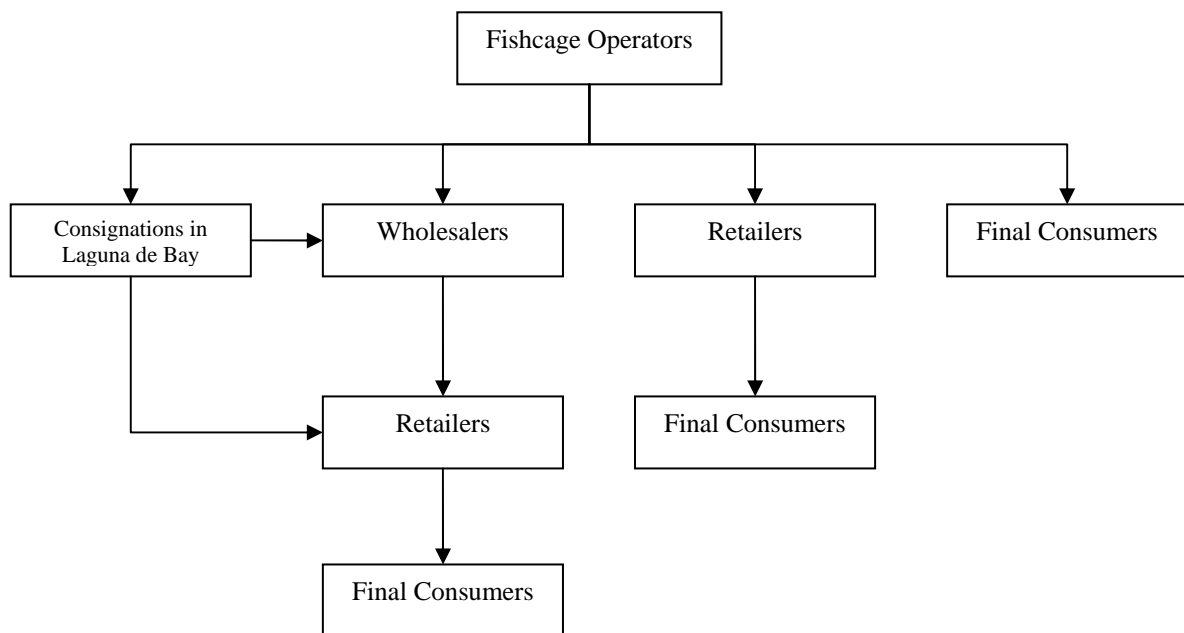 Fishcage Operators
Consignations in
Laguna de Bay
Wholesalers
Retailers
Final Consumers
Retailers
Final Consumers
Final Consumers